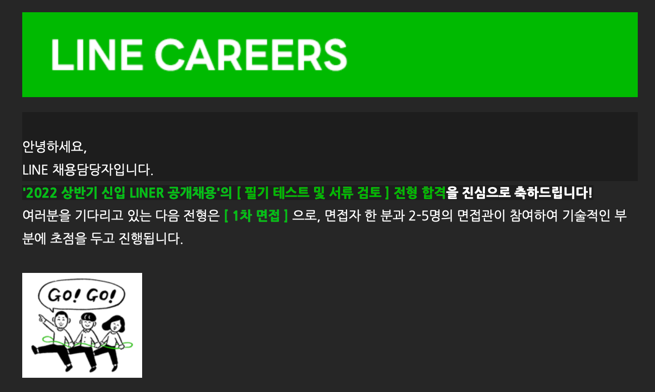 LINE CAREERS
안녕하세요,
LINE 채용담당자입니다.
'2022 상반기 신입 LINER 공개채용'의 [ 필기 테스트 및 서류 검토 ] 전형 합격을 진심으로 축하드립니다!
여러분을 기다리고 있는 다음 전형은 [ 1차 면접 ] 으로, 면접자 한 분과 2-5명의 면접관이 참여하여 기술적인 부
분에 초점을 두고 진행됩니다.
GO! GO!